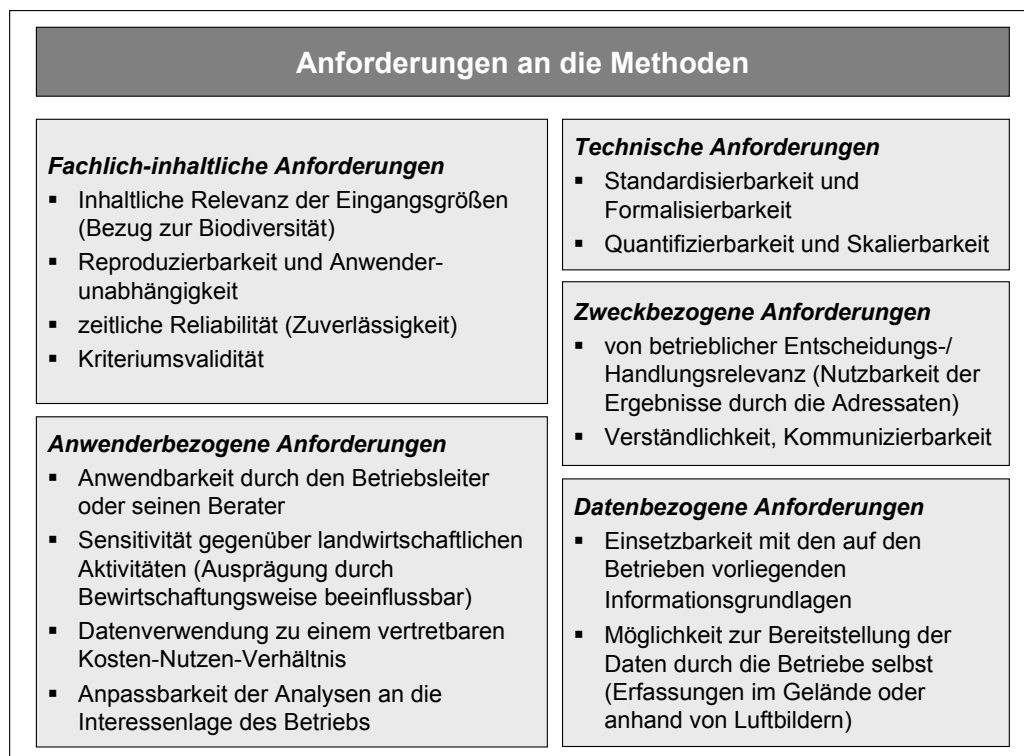 Anforderungen an die Methoden
Fachlich-inhaltliche Anforderungen
▪ Inhaltliche Relevanz der Eingangsgrößen
(Bezug zur Biodiversität)
▪ Reproduzierbarkeit und Anwender-
unabhängigkeit
▪ zeitliche Reliabilität (Zuverlässigkeit)
▪ Kriteriumsvalidität
Anwenderbezogene Anforderungen
▪ Anwendbarkeit durch den Betriebsleiter
oder seinen Berater
▪ Sensitivität gegenüber landwirtschaftlichen
Aktivitäten (Ausprägung durch
Bewirtschaftungsweise beeinflussbar)
▪ Datenverwendung zu einem vertretbaren
Kosten-Nutzen-Verhältnis
▪ Anpassbarkeit der Analysen an die
Interessenlage des Betriebs
Technische Anforderungen
▪ Standardisierbarkeit und
Formalisierbarkeit
▪ Quantifizierbarkeit und Skalierbarkeit
Zweckbezogene Anforderungen
▪ von betrieblicher Entscheidungs-/
Handlungsrelevanz (Nutzbarkeit der
Ergebnisse durch die Adressaten)
▪ Verständlichkeit, Kommunizierbarkeit
Datenbezogene Anforderungen
▪ Einsetzbarkeit mit den auf den
Betrieben vorliegenden
Informationsgrundlagen
▪ Möglichkeit zur Bereitstellung der
Daten durch die Betriebe selbst
(Erfassungen im Gelände oder
anhand von Luftbildern)